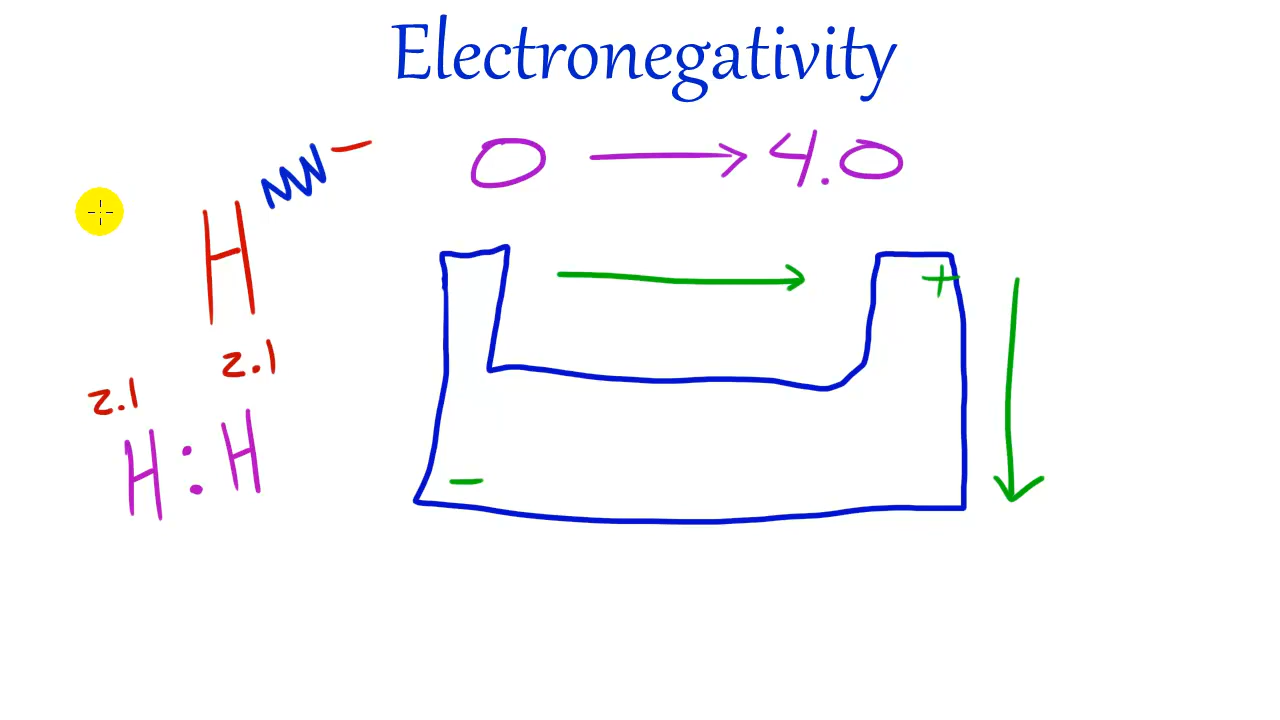 Electronegativity
0 → 4.0
H -
+
2.1
2.1
H : H
-